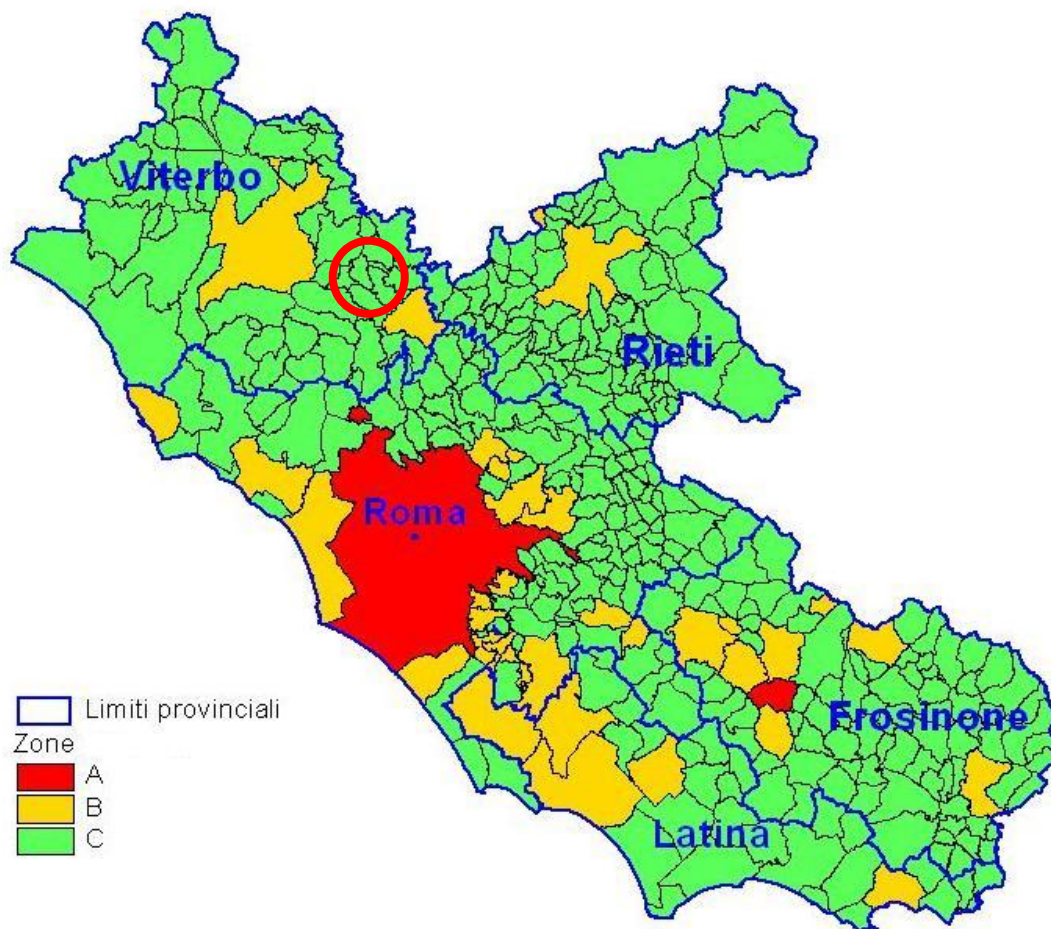 Viterbo
Rieti
Roma
Frosinone
Latina
Limiti provinciali
Zone
A
B
C